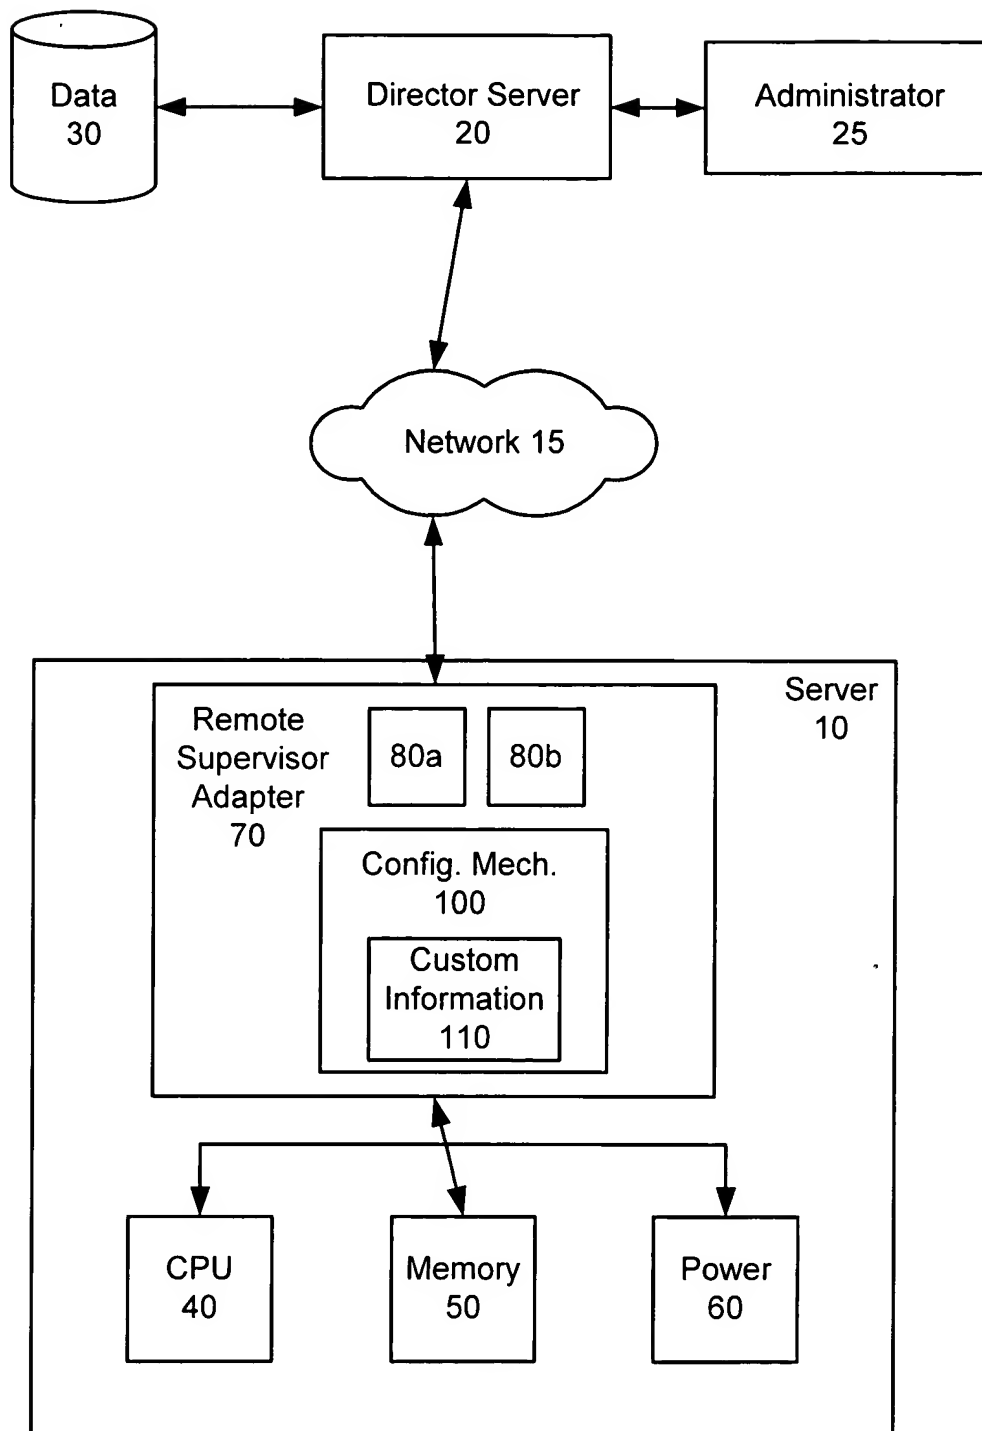 Data
30
Director Server
20
Administrator
25
Network 15
Server
10
Remote
Supervisor
Adapter
70
80a
80b
Config. Mech.
100
Custom
Information
110
CPU
40
Memory
50
Power
60